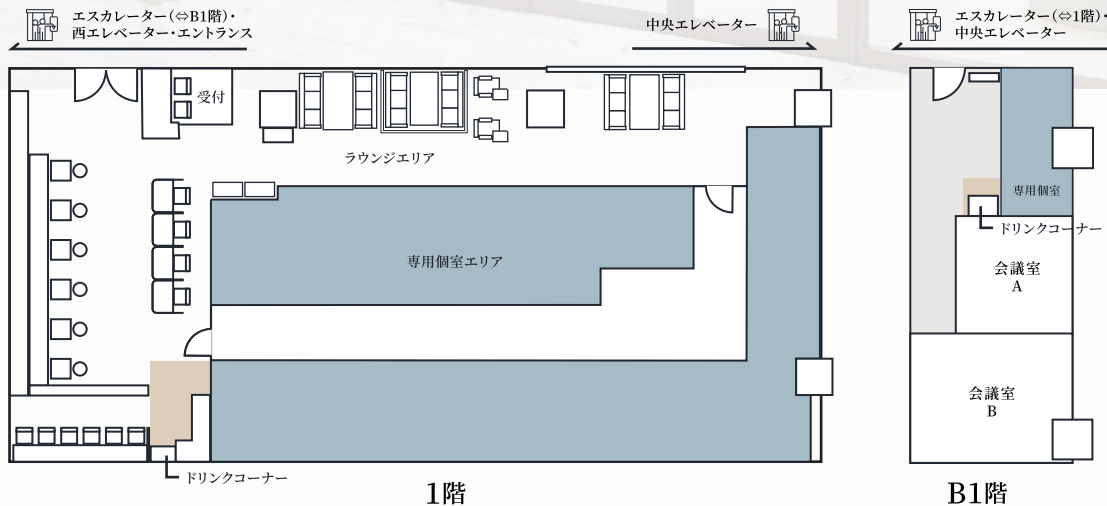 エスカレーター(⇔B1階)・
西エレベーター・エントランス
中央エレベーター
エスカレーター(⇔1階)・
中央エレベーター
受付
ラウンジエリア
専用個室エリア
ドリンクコーナー
1階
専用個室
ドリンクコーナー
会議室
A
会議室
B
B1階